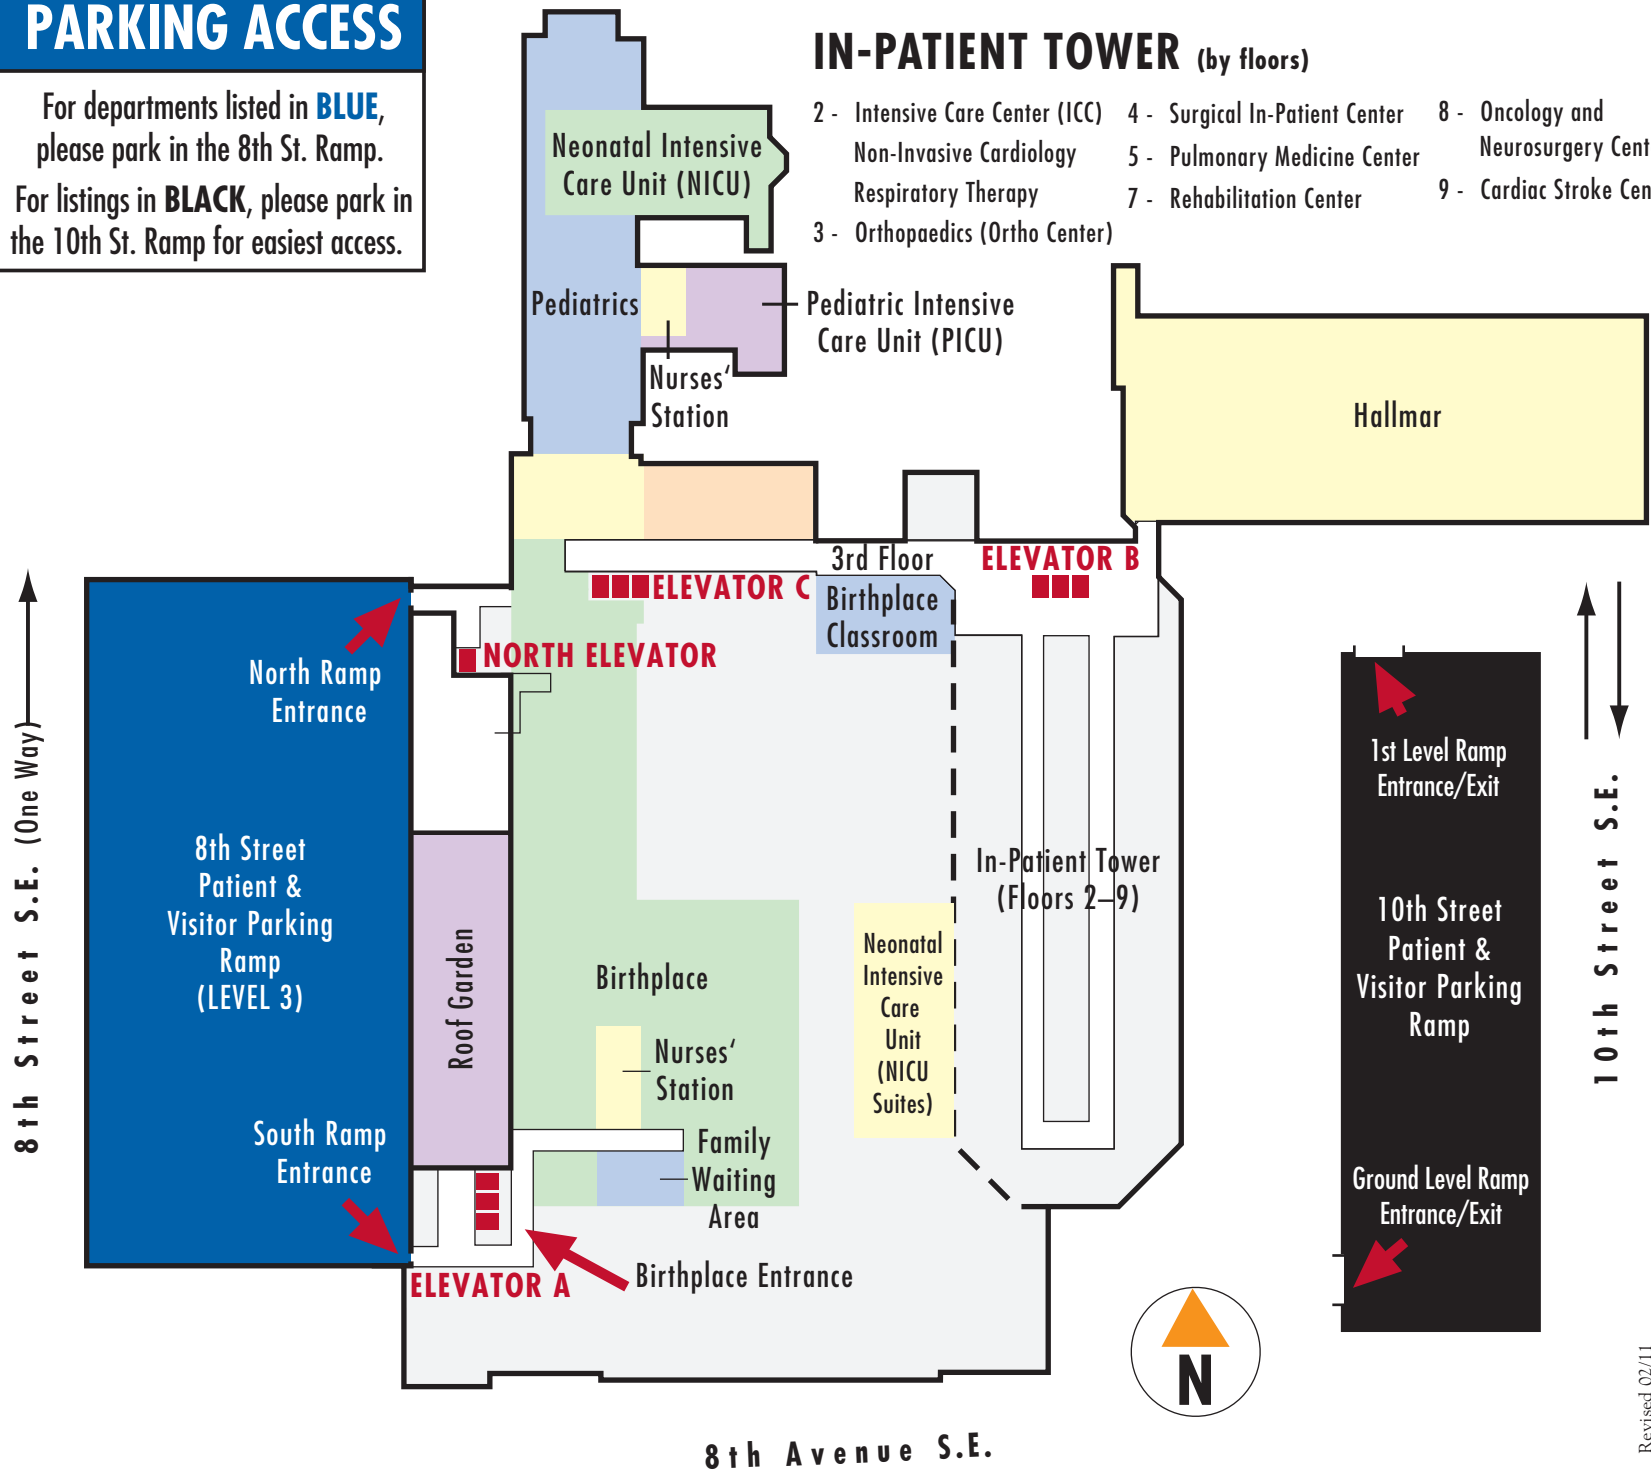 PARKING ACCESS
For departments listed in BLUE,
please park in the 8th St. Ramp.
For listings in BLACK, please park in
the 10th St. Ramp for easiest access.
IN-PATIENT TOWER (by floors)
2 - Intensive Care Center (ICC)
Non-Invasive Cardiology
Respiratory Therapy
3 - Orthopaedics (Ortho Center)
4 - Surgical In-Patient Center
5 - Pulmonary Medicine Center
7 - Rehabilitation Center
8 - Oncology and
Neurosurgery Cent
9 - Cardiac Stroke Cen
Neonatal Intensive
Care Unit (NICU)
Pediatrics
Pediatric Intensive
Care Unit (PICU)
Nurses‘
Station
Hallmar
3rd Floor
Birthplace
Classroom
ELEVATOR B
ELEVATOR C
NORTH ELEVATOR
North Ramp
Entrance
8th Street S.E. (One Way)
8th Street
Patient &
Visitor Parking
Ramp
(LEVEL 3)
Roof Garden
South Ramp
Entrance
Birthplace
Nurses‘
Station
Family
Waiting
Area
Birthplace Entrance
ELEVATOR A
Neonatal
Intensive
Care
Unit
(NICU
Suites)
In-Patient Tower
(Floors 2–9)
1st Level Ramp
Entrance/Exit
10th Street
Patient &
Visitor Parking
Ramp
Ground Level Ramp
Entrance/Exit
10th Street S.E.
N
8th Avenue S.E.
Revised 02/11